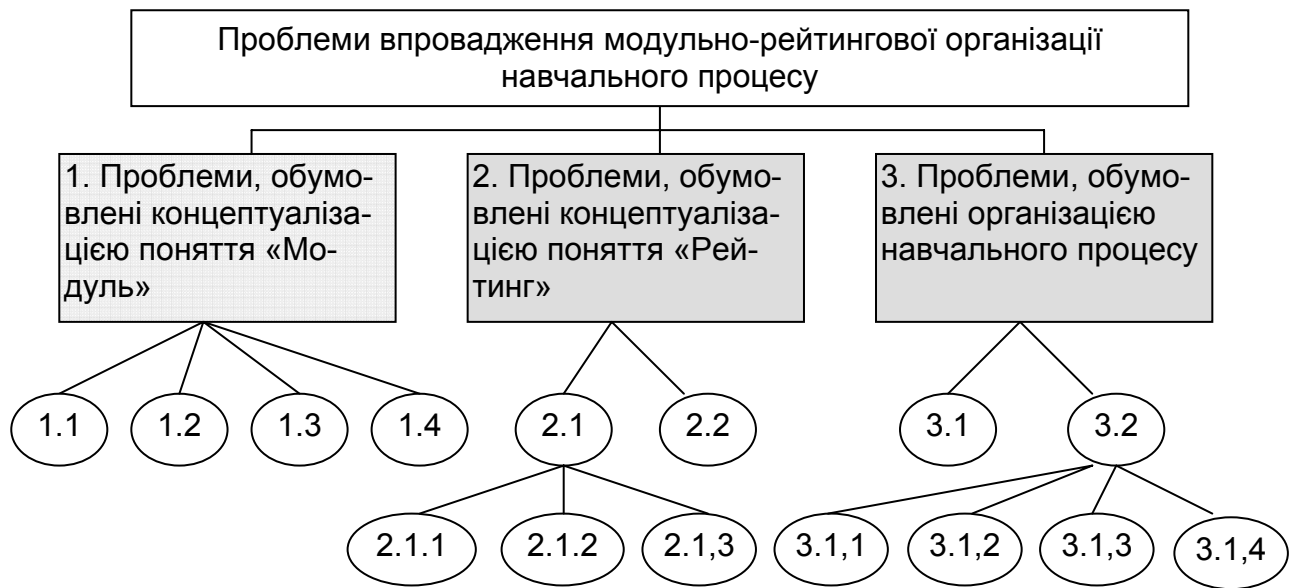 Проблеми впровадження модульно-рейтингової організації
навчального процесу
1. Проблеми, обумо-
влені концептуаліза-
цією поняття «Мо-
дуль»
2. Проблеми, обумо-
влені концептуаліза-
цією поняття «Рей-
тинг»
3. Проблеми, обумо-
влені організацією
навчального процесу
1.1
1.2
1.3
1.4
2.1
2.2
3.1
3.2
2.1.1
2.1.2
2.1,3
3.1,1
3.1,2
3.1,3
3.1,4